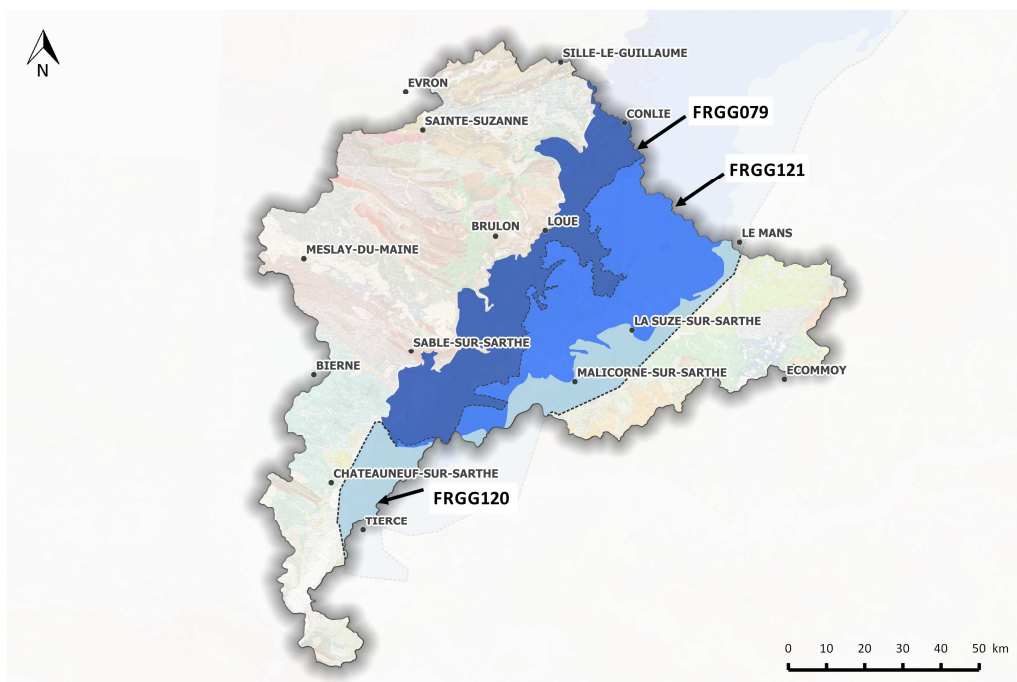 SILLE-LE-GUILLAUME
N
EVRON
CONLIE
FRGG079
SAINTE-SUZANNE
FRGG121
BRULON
LOUE
LE MANS
MESLAY-DU-MAINE
LA SUZE-SUR-SARTHE
SABLE-SUR-SARTHE
BIERNE
MALICORNE-SUR-SARTHE
ECOMMOY
CHATEAUNEUF-SUR-SARTHE
FRGG120
TIERCE
0 10 20 30 40 50 km